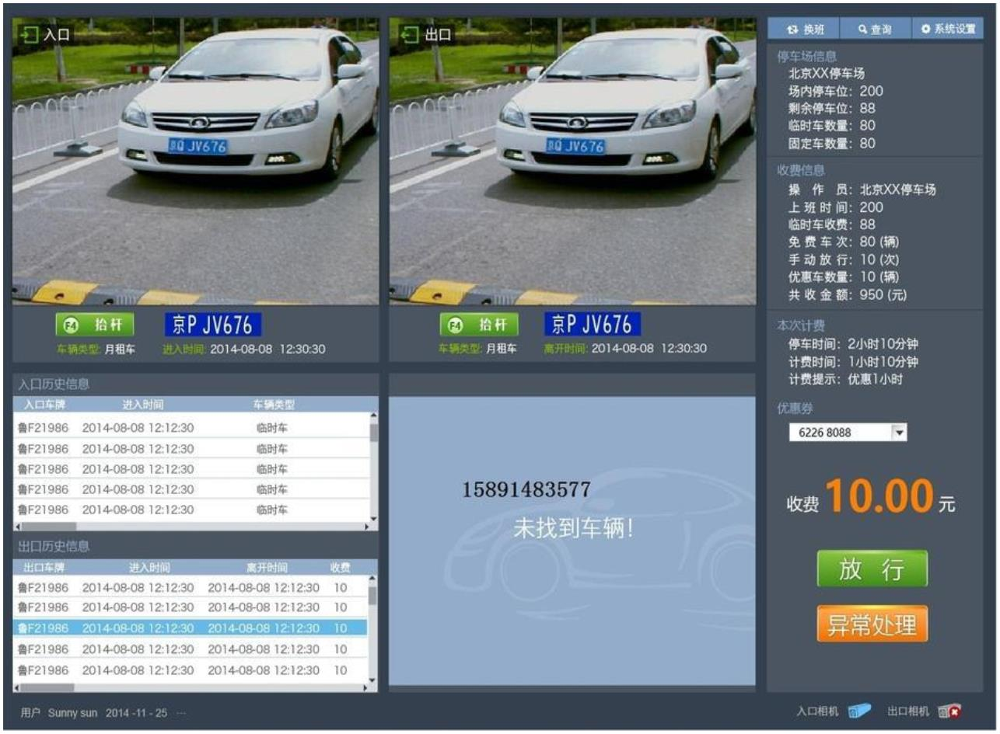 入口
出口
换班 查询 系统设置
京Q JV676
京Q JV676
F4 抬杆 京P JV676
车辆类型: 月租车 进入时间: 2014-08-08 12:30:30
F4 抬杆 京P JV676
车辆类型: 月租车 离开时间: 2014-08-08 12:30:30
停车场信息
北京XX停车场
场内停车位: 200
剩余停车位: 88
临时车数量: 80
固定车数量: 80
收费信息
操 作 员: 北京XX停车场
上班时间: 200
临时车收费: 88
免费车次: 80 (辆)
手动放行: 10 (次)
优惠车数量: 10 (辆)
共收金额: 950 (元)
本次计费
停车时间: 2小时10分钟
计费时间: 1小时10分钟
计费提示: 优惠1小时
优惠券
6226 8088
收费 10.00 元
放 行
异常处理
入口历史信息
入口车牌 进入时间 车辆类型
鲁F21986 2014-08-08 12:12:30 临时车
鲁F21986 2014-08-08 12:12:30 临时车
鲁F21986 2014-08-08 12:12:30 临时车
鲁F21986 2014-08-08 12:12:30 临时车
鲁F21986 2014-08-08 12:12:30 临时车
出口历史信息
出口车牌 进入时间 离开时间 收费
鲁F21986 2014-08-08 12:12:30 2014-08-08 12:12:30 10
鲁F21986 2014-08-08 12:12:30 2014-08-08 12:12:30 10
鲁F21986 2014-08-08 12:12:30 2014-08-08 12:12:30 10
鲁F21986 2014-08-08 12:12:30 2014-08-08 12:12:30 10
鲁F21986 2014-08-08 12:12:30 2014-08-08 12:12:30 10
15891483577
未找到车辆!
用户 Sunny sun 2014 -11 - 25 ···
入口相机 出口相机